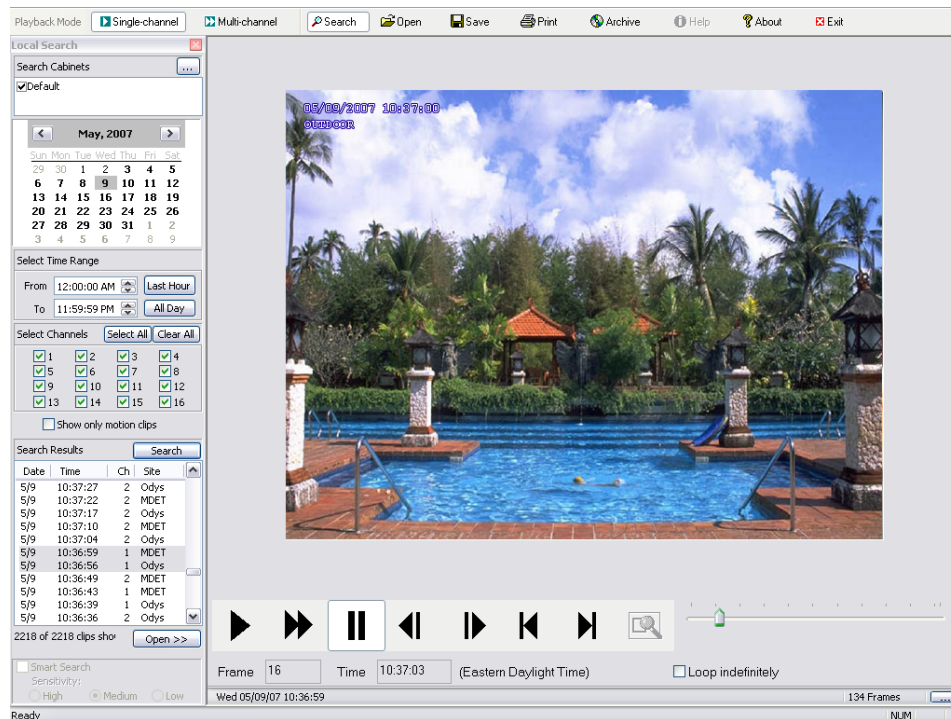 Playback Mode Single-channel Multi-channel Search Open Save Print Archive Help About Exit
Local Search
Search Cabinets ...
Default
May, 2007
Sun Mon Tue Wed Thu Fri Sat
29 30 1 2 3 4 5
6 7 8 9 10 11 12
13 14 15 16 17 18 19
20 21 22 23 24 25 26
27 28 29 30 31 1 2
3 4 5 6 7 8 9
Select Time Range
From 12:00:00 AM Last Hour
To 11:59:59 PM All Day
Select Channels Select All Clear All
1 2 3 4
5 6 7 8
9 10 11 12
13 14 15 16
Show only motion clips
Search Results Search
Date Time Ch Site
5/9 10:37:27 2 Odys
5/9 10:37:22 2 MDET
5/9 10:37:17 2 Odys
5/9 10:37:10 2 MDET
5/9 10:37:04 2 Odys
5/9 10:36:59 1 MDET
5/9 10:36:56 1 Odys
5/9 10:36:49 2 MDET
5/9 10:36:43 1 MDET
5/9 10:36:39 1 Odys
5/9 10:36:36 2 Odys
2218 of 2218 clips sho Open >>
Smart Search
Sensitivity:
High Medium Low
Ready
05/09/2007 10:37:00
OUTDOOR
Frame 16 Time 10:37:03 (Eastern Daylight Time) Loop indefinitely
Wed 05/09/07 10:36:59 134 Frames ...
NUM